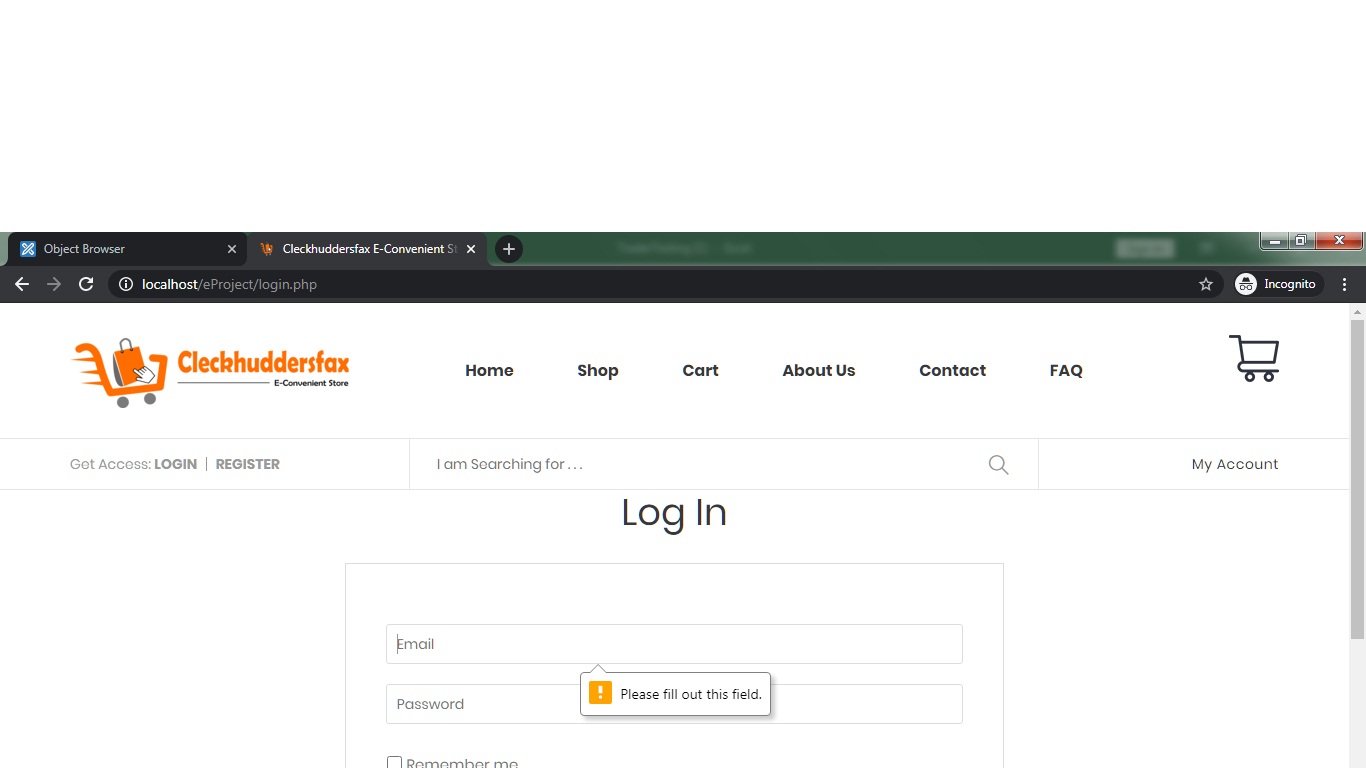 Object Browser
Cleckhuddersfax E-Convenient St
localhost/eProject/login.php
Incognito
Cleckhuddersfax
E-Convenient Store
Home
Shop
Cart
About Us
Contact
FAQ
Get Access: LOGIN | REGISTER
I am Searching for . . .
My Account
Log In
Email
Please fill out this field.
Password
Remember me